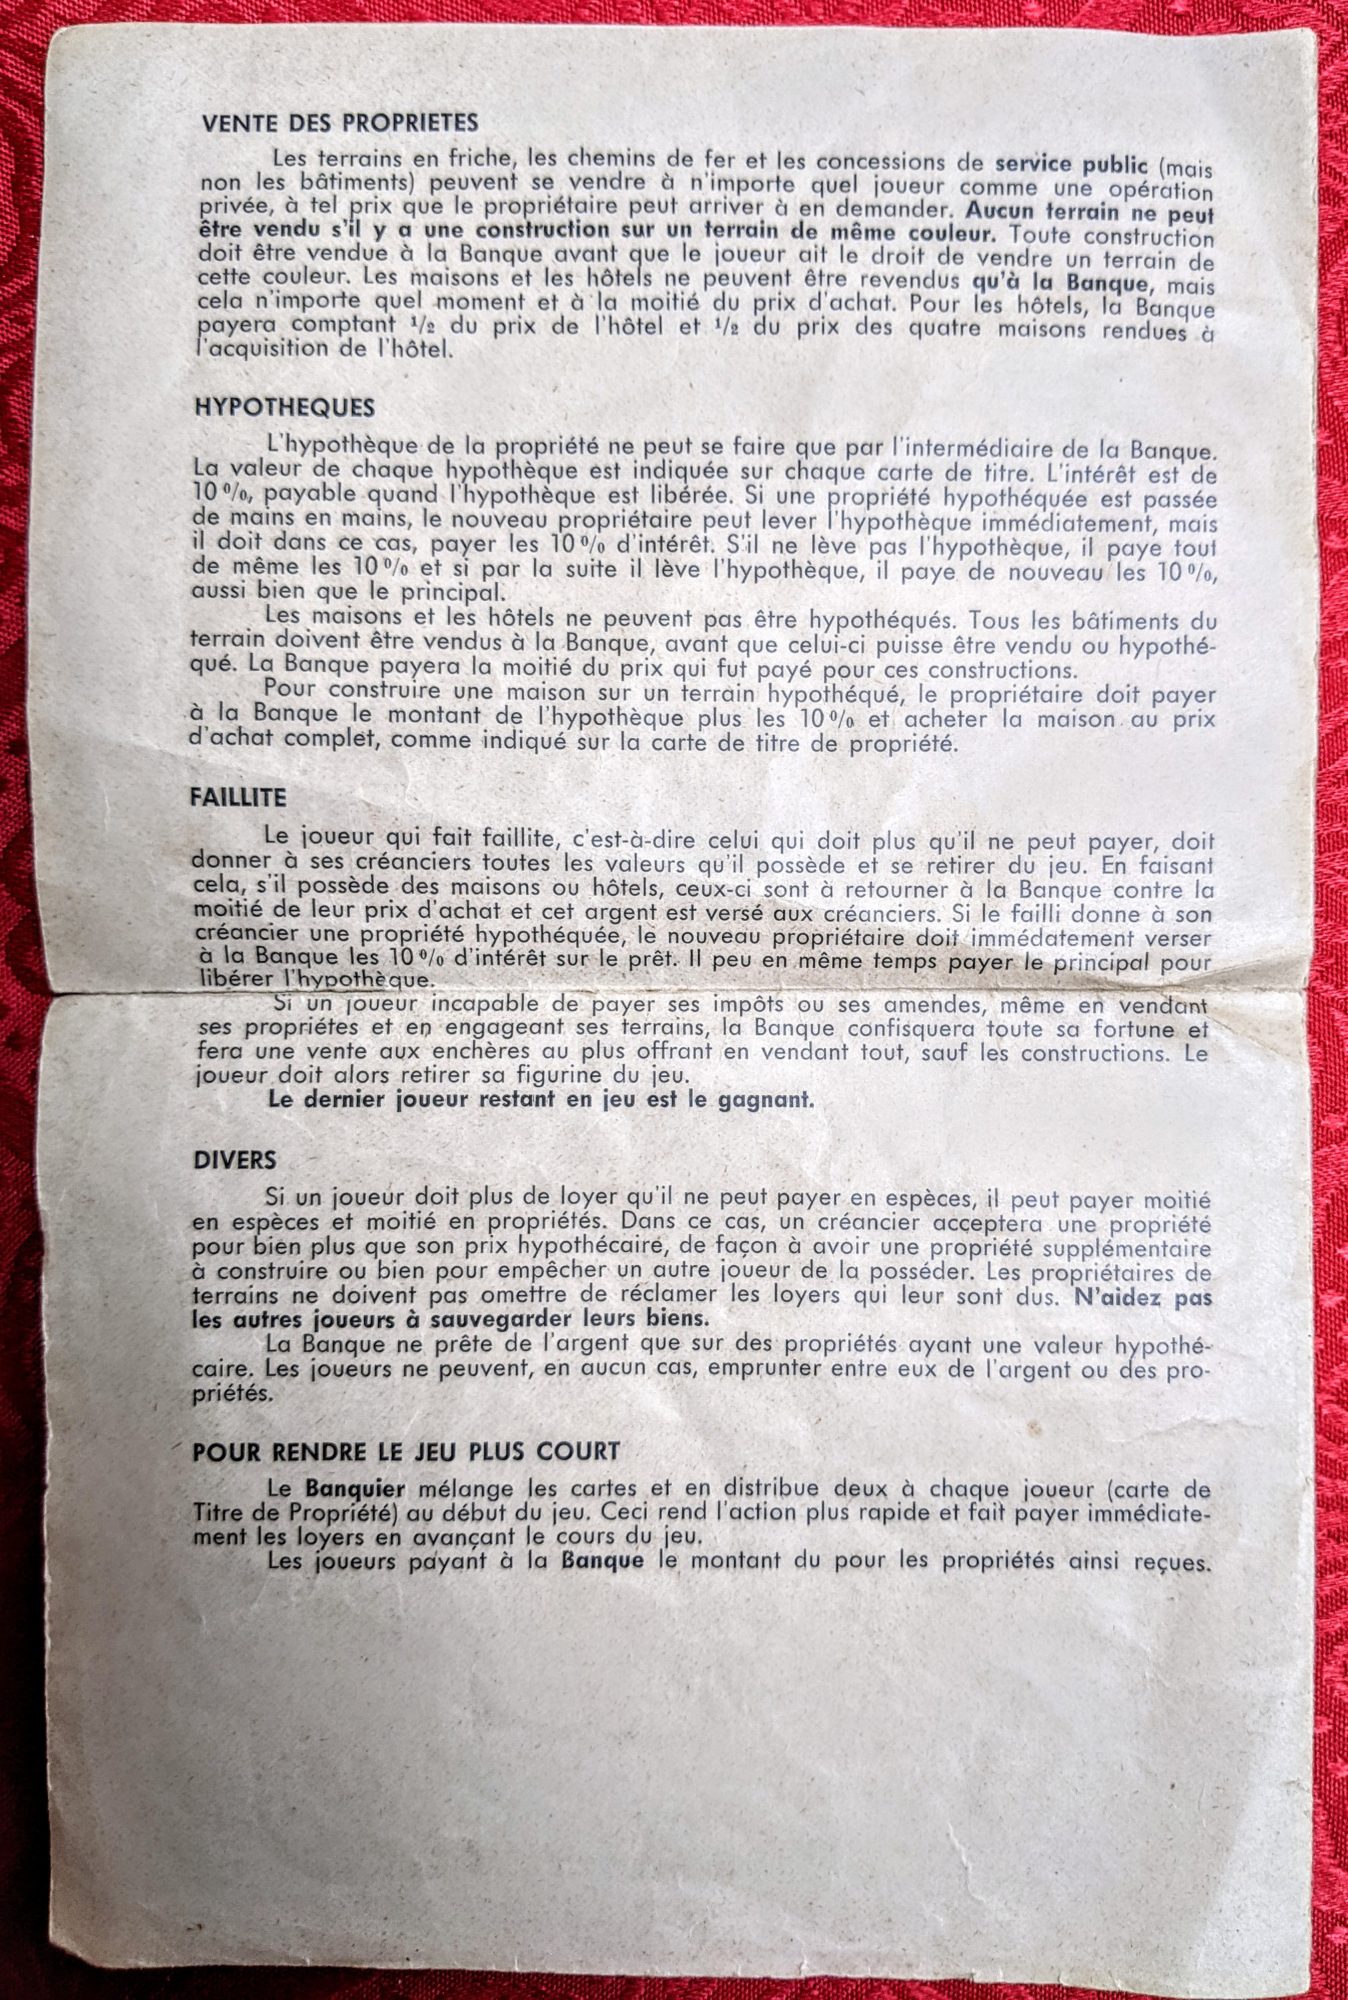 VENTE DES PROPRIETES
Les terrains en friche, les chemins de fer et les concessions de service public (mais
non les bâtiments) peuvent se vendre à n'importe quel joueur comme une opération
privée, à tel prix que le propriétaire peut arriver à en demander. Aucun terrain ne peut
être vendu s'il y a une construction sur un terrain de même couleur. Toute construction
doit être vendue à la Banque avant que le joueur ait le droit de vendre un terrain de
cette couleur. Les maisons et les hôtels ne peuvent être revendus qu'à la Banque, mais
cela n'importe quel moment et à la moitié du prix d'achat. Pour les hôtels, la Banque
payera comptant 1/2 du prix de l'hôtel et 1/2 du prix des quatre maisons rendues à
l'acquisition de l'hôtel.
HYPOTHEQUES
L'hypothèque de la propriété ne peut se faire que par l'intermédiaire de la Banque.
La valeur de chaque hypothèque est indiquée sur chaque carte de titre. L'intérêt est de
10 %, payable quand l'hypothèque est libérée. Si une propriété hypothéquée est passée
de mains en mains, le nouveau propriétaire peut lever l'hypothèque immédiatement, mais
il doit dans ce cas, payer les 10 % d'intérêt. S'il ne lève pas l'hypothèque, il paye tout
de même les 10 % et si par la suite il lève l'hypothèque, il paye de nouveau les 10 %,
aussi bien que le principal.
Les maisons et les hôtels ne peuvent pas être hypothéqués. Tous les bâtiments du
terrain doivent être vendus à la Banque, avant que celui-ci puisse être vendu ou hypothé-
qué. La Banque payera la moitié du prix qui fut payé pour ces constructions.
Pour construire une maison sur un terrain hypothéqué, le propriétaire doit payer
à la Banque le montant de l'hypothèque plus les 10 % et acheter la maison au prix
d'achat complet, comme indiqué sur la carte de titre de propriété.
FAILLITE
Le joueur qui fait faillite, c'est-à-dire celui qui doit plus qu'il ne peut payer, doit
donner à ses créanciers toutes les valeurs qu'il possède et se retirer du jeu. En faisant
cela, s'il possède des maisons ou hôtels, ceux-ci sont à retourner à la Banque contre la
moitié de leur prix d'achat et cet argent est versé aux créanciers. Si le failli donne à son
créancier une propriété hypothéquée, le nouveau propriétaire doit immédatement verser
à la Banque les 10 % d'intérêt sur le prêt. Il peu en même temps payer le principal pour
libérer l'hypothèque.
Si un joueur incapable de payer ses impôts ou ses amendes, même en vendant
ses propriétes et en engageant ses terrains, la Banque confisquera toute sa fortune et
fera une vente aux enchères au plus offrant en vendant tout, sauf les constructions. Le
joueur doit alors retirer sa figurine du jeu.
Le dernier joueur restant en jeu est le gagnant.
DIVERS
Si un joueur doit plus de loyer qu'il ne peut payer en espèces, il peut payer moitié
en espèces et moitié en propriétés. Dans ce cas, un créancier acceptera une propriété
pour bien plus que son prix hypothécaire, de façon à avoir une propriété supplémentaire
à construire ou bien pour empêcher un autre joueur de la posséder. Les propriétaires de
terrains ne doivent pas omettre de réclamer les loyers qui leur sont dus. N'aidez pas
les autres joueurs à sauvegarder leurs biens.
La Banque ne prête de l'argent que sur des propriétés ayant une valeur hypothé-
caire. Les joueurs ne peuvent, en aucun cas, emprunter entre eux de l'argent ou des pro-
priétés.
POUR RENDRE LE JEU PLUS COURT
Le Banquier mélange les cartes et en distribue deux à chaque joueur (carte de
Titre de Propriété) au début du jeu. Ceci rend l'action plus rapide et fait payer immédiate-
ment les loyers en avançant le cours du jeu.
Les joueurs payant à la Banque le montant du pour les propriétés ainsi reçues.